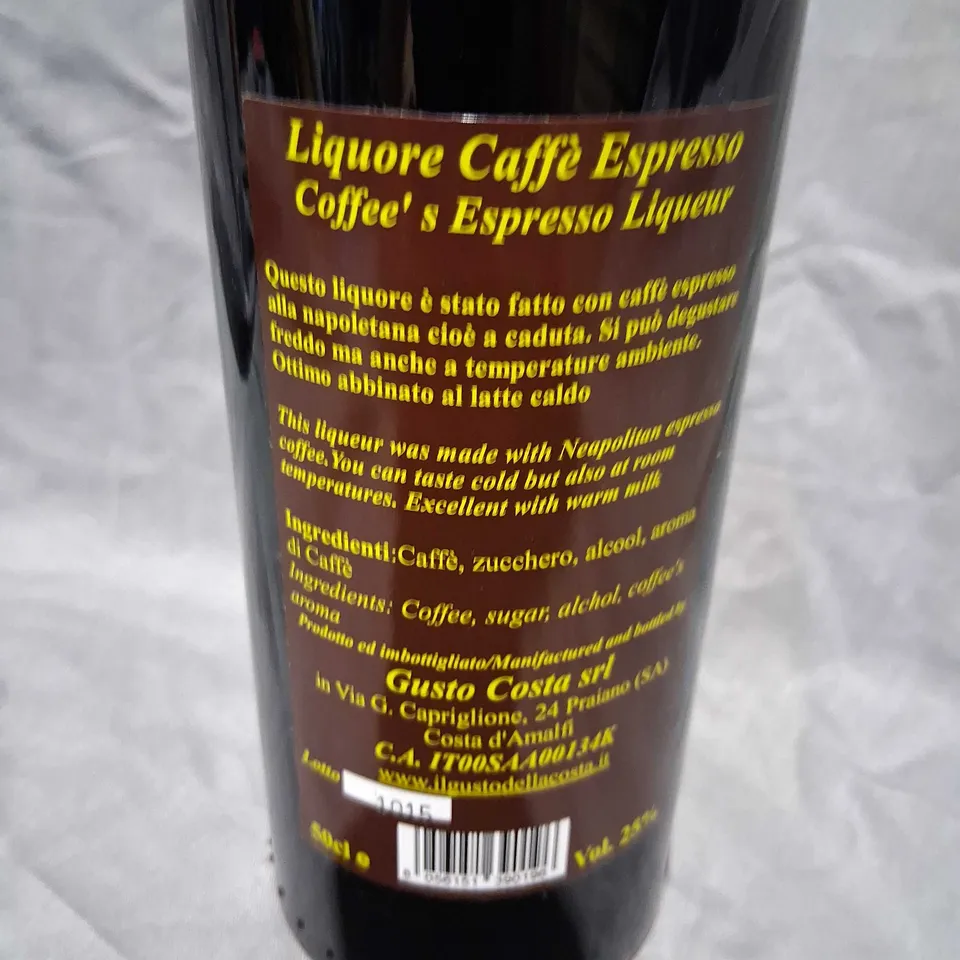 Liquore Caffè Espresso
Coffee' s Espresso Liqueur
Questo liquore è stato fatto con caffè espresso
alla napoletana cioè a caduta. Si può degustare
freddo ma anche a temperature ambiente.
Ottimo abbinato al latte caldo
This liqueur was made with Neapolitan espresso
coffee.You can taste cold but also at room
temperatures. Excellent with warm milk
Ingredienti:Caffè, zucchero, alcool, aroma
di Caffè
Ingredients: Coffee, sugar, alchol, coffee's
aroma
Prodotto ed imbottigliato/Manifactured and bottled by
Gusto Costa srl
in Via G. Capriglione, 24 Praiano (SA)
Costa d'Amalfi
C.A. IT00SAA00134K
www.ilgustodellacosta.it
Lotto 1015
50cl e
Vol. 25%